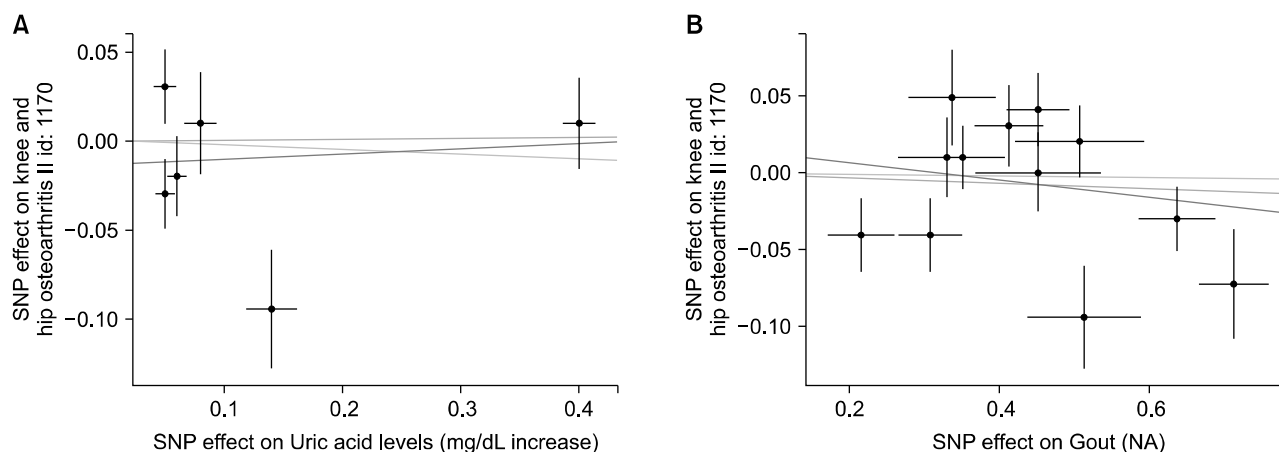 A
SNP effect on knee and
hip osteoarthritis II id: 1170
0.05
0.00
−0.05
−0.10
0.1
0.2
0.3
0.4
SNP effect on Uric acid levels (mg/dL increase)
B
SNP effect on knee and
hip osteoarthritis II id: 1170
0.05
0.00
−0.05
−0.10
0.2
0.4
0.6
SNP effect on Gout (NA)